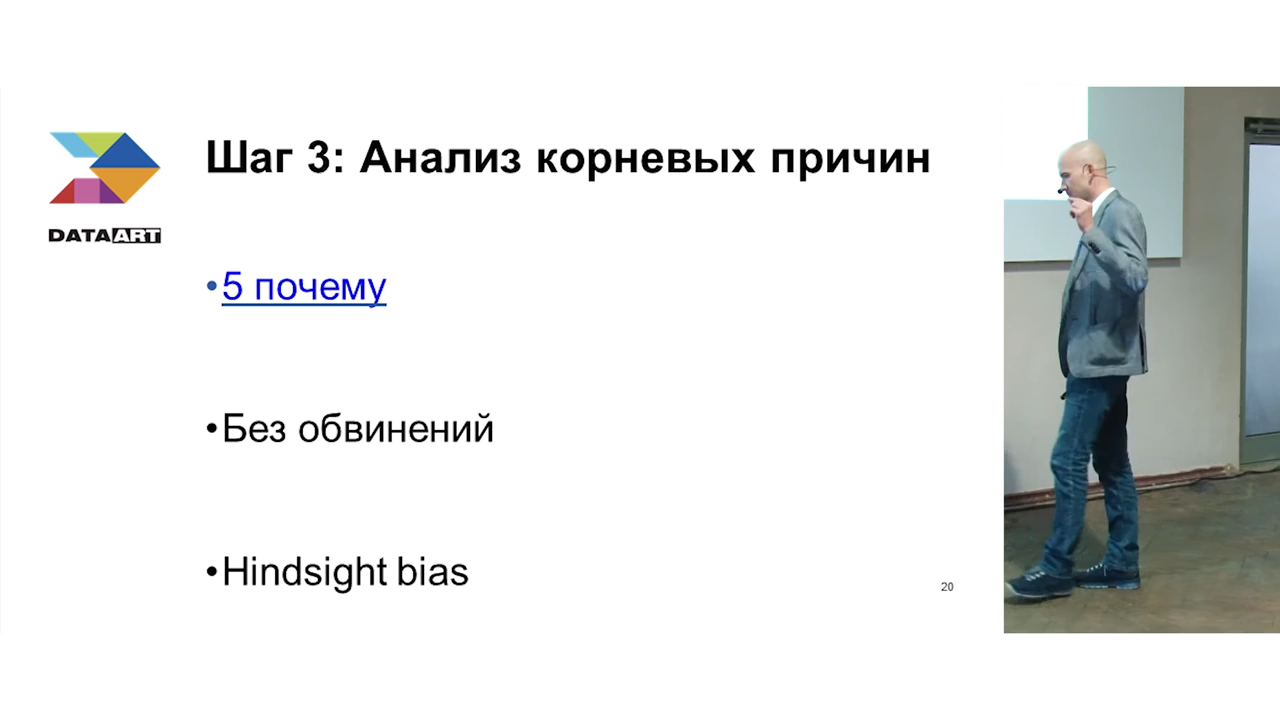 DATAART
Шаг 3: Анализ корневых причин
•5 почему
•Без обвинений
•Hindsight bias
20